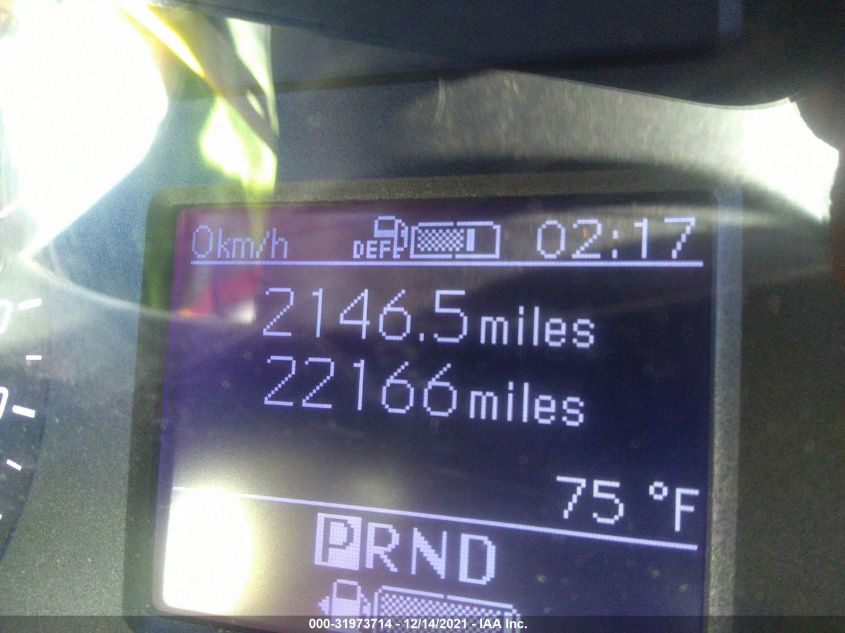 0km/h DEF 02:17
2146.5 miles
22166 miles
75 °F
PRND
000-31973714 - 12/14/2021 - IAA Inc.